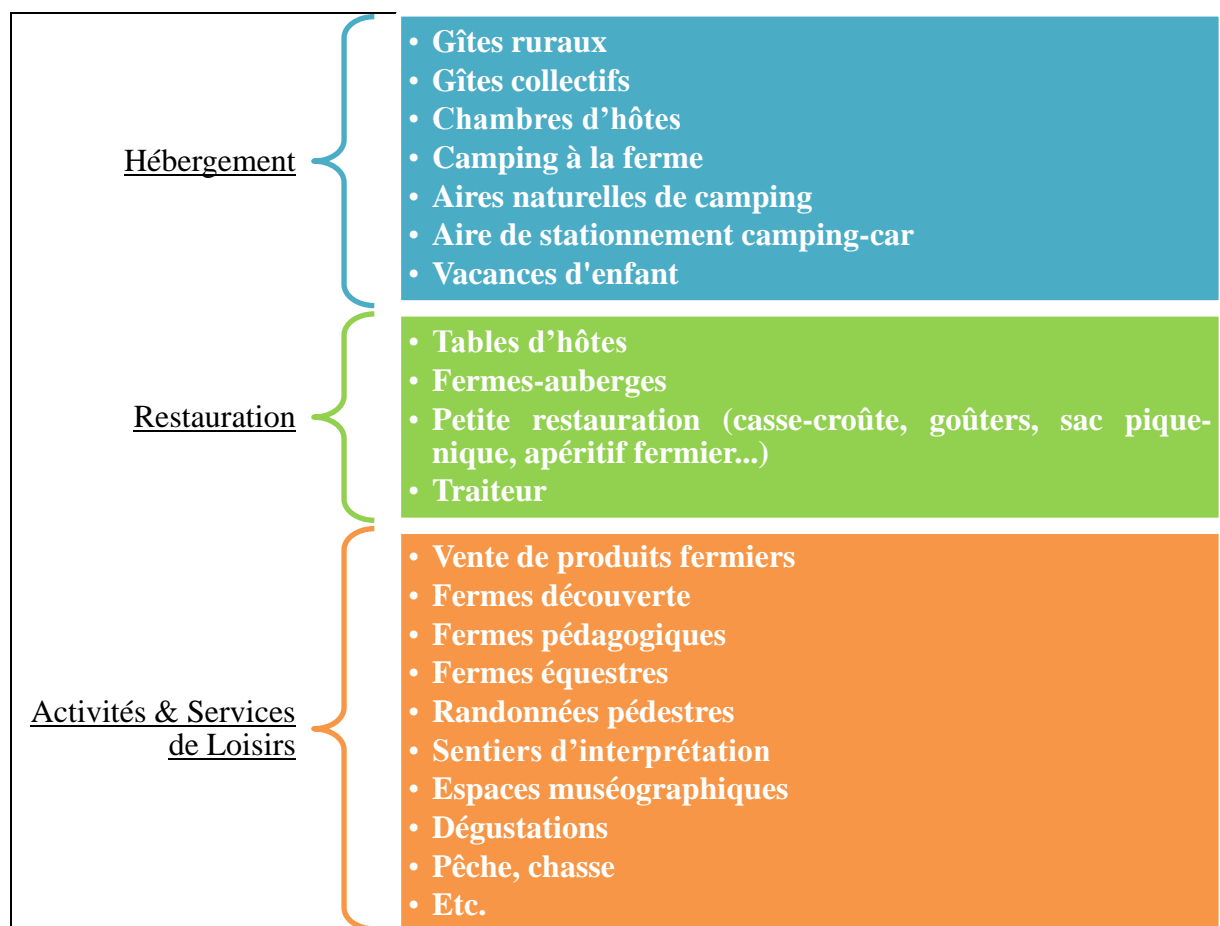 Hébergement
• Gîtes ruraux
• Gîtes collectifs
• Chambres d’hôtes
• Camping à la ferme
• Aires naturelles de camping
• Aire de stationnement camping-car
• Vacances d'enfant
Restauration
• Tables d’hôtes
• Fermes-auberges
• Petite restauration (casse-croûte, goûters, sac pique-
nique, apéritif fermier...)
• Traiteur
Activités & Services
de Loisirs
• Vente de produits fermiers
• Fermes découverte
• Fermes pédagogiques
• Fermes équestres
• Randonnées pédestres
• Sentiers d’interprétation
• Espaces muséographiques
• Dégustations
• Pêche, chasse
• Etc.